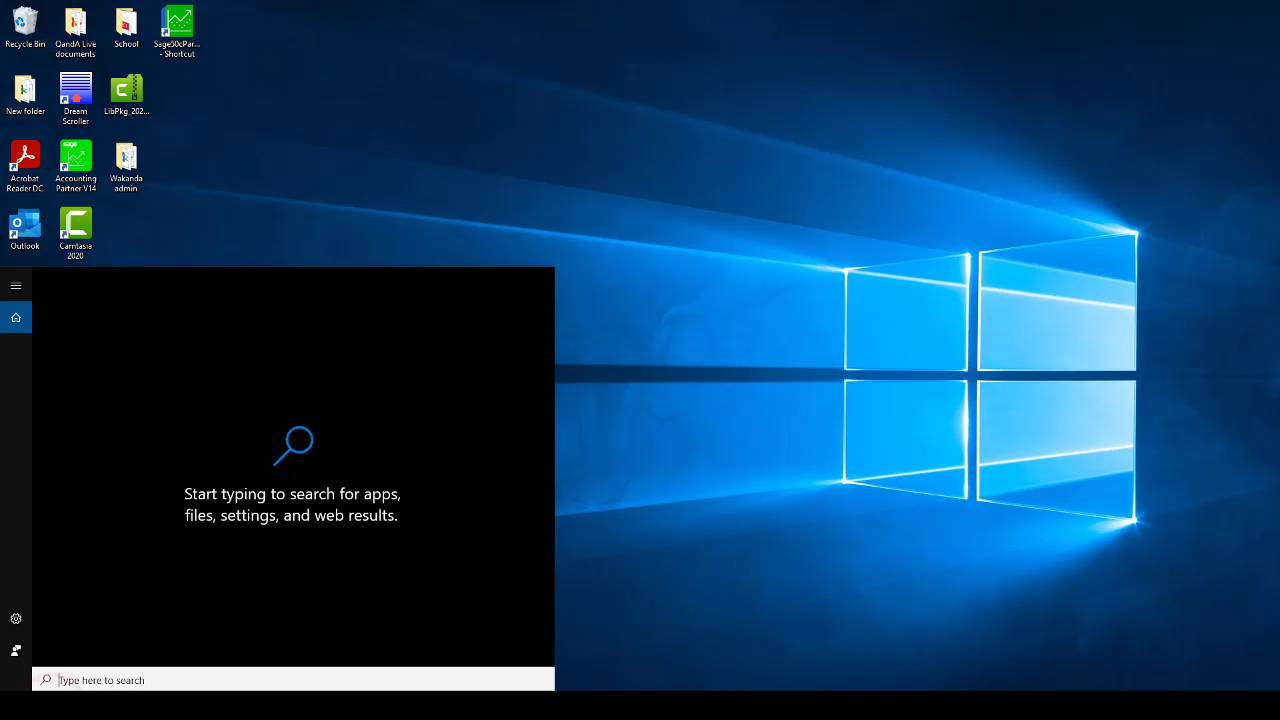 Recycle Bin
QandA Live
documents
School
Sage50cPar...
- Shortcut
New folder
Dream
Scroller
LibPkg_202...
Acrobat
Reader DC
sage
Accounting
Partner V14
Wakanda
admin
Outlook
Camtasia
2020
Start typing to search for apps,
files, settings, and web results.
Type here to search